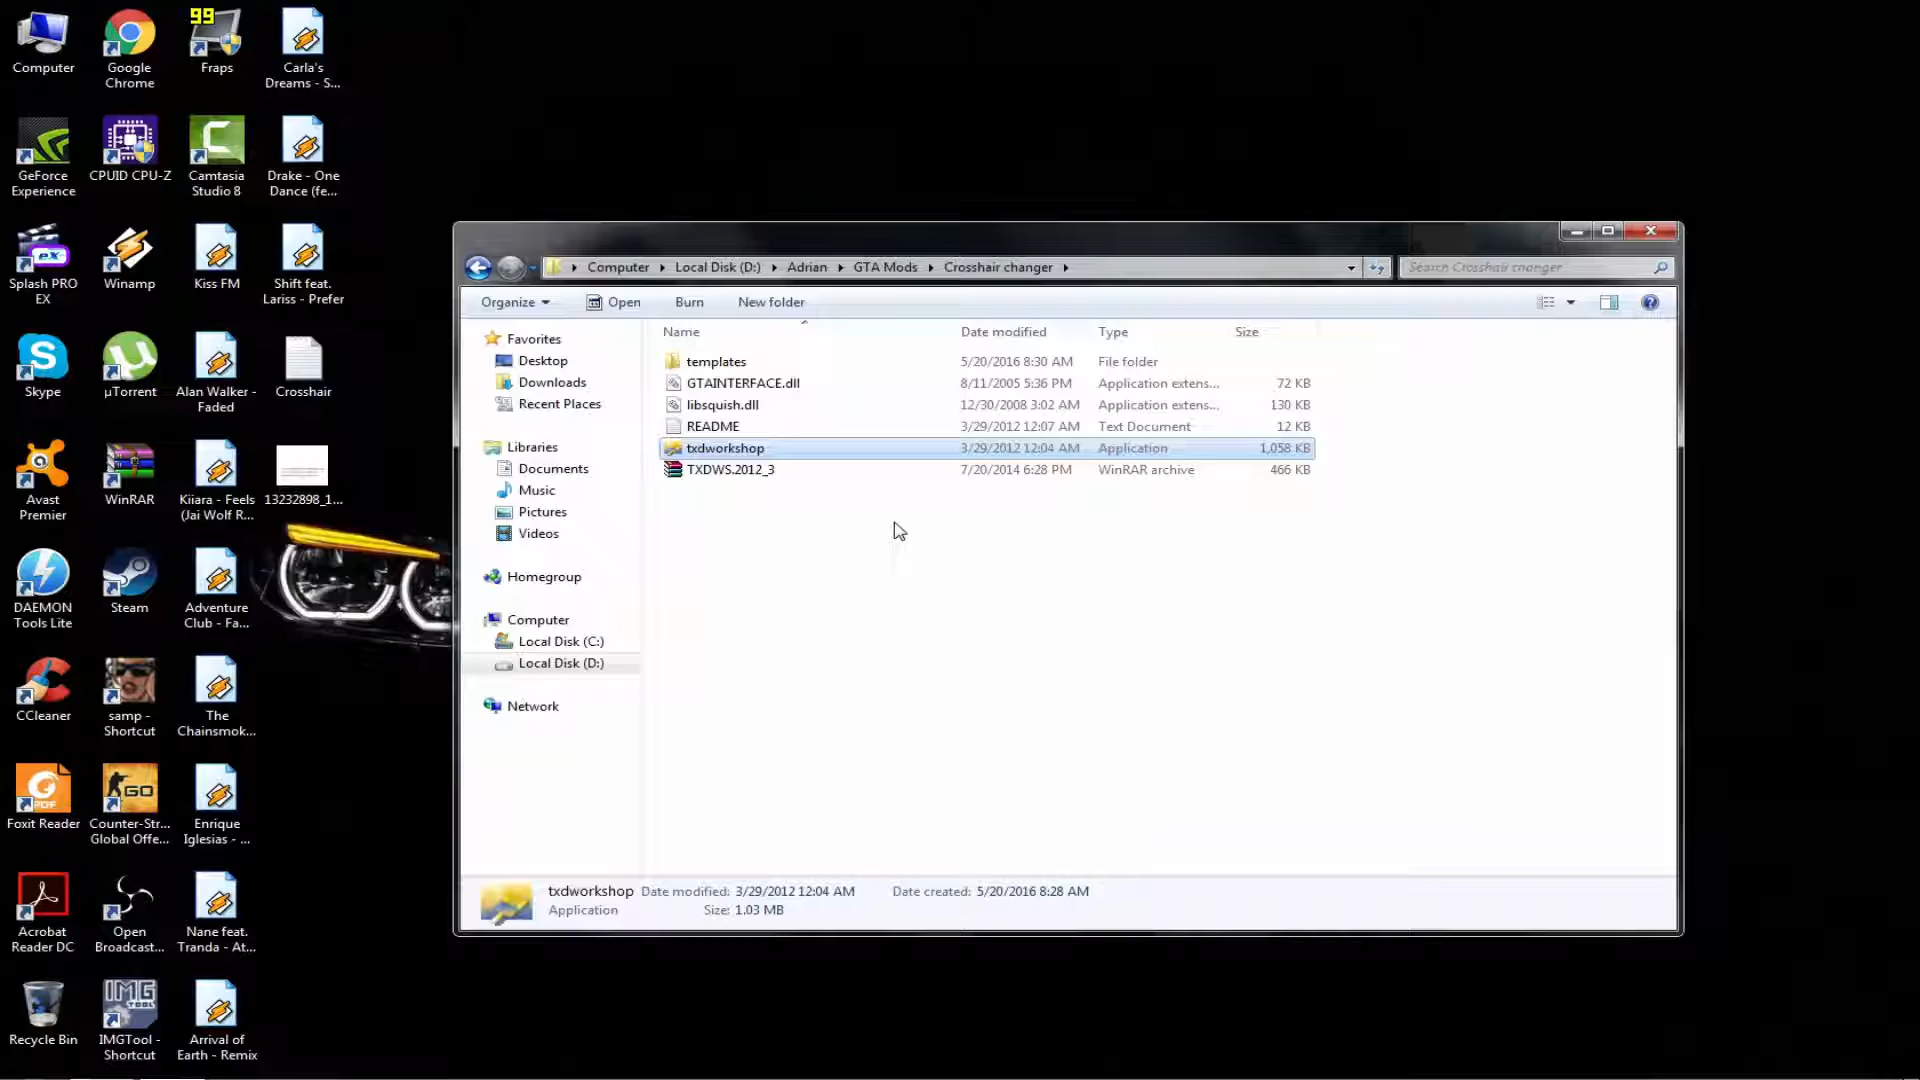 Computer
Google
Chrome
99
Fraps
Carla's
Dreams - S...
GeForce
Experience
CPUID CPU-Z
Camtasia
Studio 8
Drake - One
Dance (fe...
Splash PRO
EX
Winamp
Kiss FM
Shift feat.
Lariss - Prefer
Skype
µTorrent
Alan Walker -
Faded
Crosshair
Avast
Premier
WinRAR
Kiiara - Feels
(Jai Wolf R...
13232898_1...
DAEMON
Tools Lite
Steam
Adventure
Club - Fa...
CCleaner
samp -
Shortcut
The
Chainsmok...
Foxit Reader
Counter-Str...
Global Offe...
Enrique
Iglesias - ...
Acrobat
Reader DC
Open
Broadcast...
Nane feat.
Tranda - At...
Recycle Bin
IMG
TOOL
IMGTool -
Shortcut
Arrival of
Earth - Remix
PDF
GO
Computer Local Disk (D:) Adrian GTA Mods Crosshair changer
Search Crosshair changer
Organize Open Burn New folder
Favorites
Desktop
Downloads
Recent Places
Libraries
Documents
Music
Pictures
Videos
Homegroup
Computer
Local Disk (C:)
Local Disk (D:)
Network
Name Date modified Type Size
templates 5/20/2016 8:30 AM File folder
GTAINTERFACE.dll 8/11/2005 5:36 PM Application extens... 72 KB
libsquish.dll 12/30/2008 3:02 AM Application extens... 130 KB
README 3/29/2012 12:07 AM Text Document 12 KB
txdworkshop 3/29/2012 12:04 AM Application 1,058 KB
TXDWS.2012_3 7/20/2014 6:28 PM WinRAR archive 466 KB
txdworkshop Date modified: 3/29/2012 12:04 AM Date created: 5/20/2016 8:28 AM
Application Size: 1.03 MB